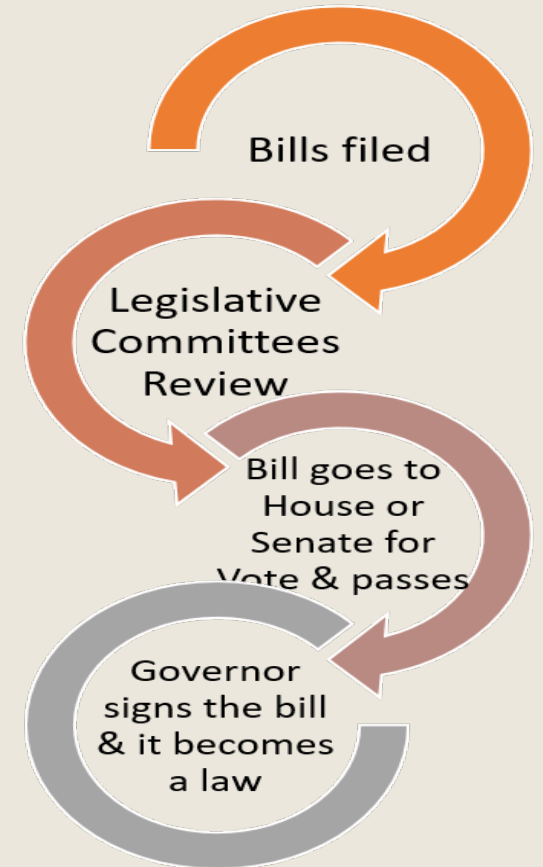 Bills filed
Legislative
Committees
Review
Bill goes to
House or
Senate for
Vote & passes
Governor
signs the bill
& it becomes
a law